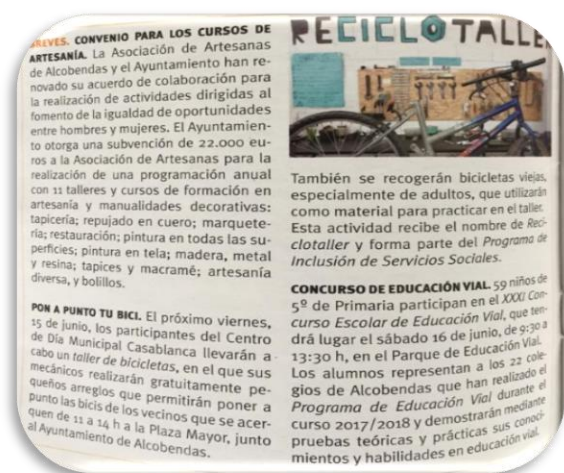 BREVES. CONVENIO PARA LOS CURSOS DE
ARTESANÍA. La Asociación de Artesanas
de Alcobendas y el Ayuntamiento han re-
novado su acuerdo de colaboración para
la realización de actividades dirigidas al
fomento de la igualdad de oportunidades
entre hombres y mujeres. El Ayuntamien-
to otorga una subvención de 22.000 eu-
ros a la Asociación de Artesanas para la
realización de una programación anual
con 11 talleres y cursos de formación en
artesanía y manualidades decorativas:
tapicería; repujado en cuero; marquete-
ría; restauración; pintura en todas las su-
perficies; pintura en tela; madera, metal
y resina; tapices y macramé; artesanía
diversa, y bolillos.
PON A PUNTO TU BICI. El próximo viernes,
15 de junio, los participantes del Centro
de Día Municipal Casablanca llevarán a
cabo un taller de bicicletas, en el que sus
mecánicos realizarán gratuitamente pe-
queños arreglos que permitirán poner a
punto las bicis de los vecinos que se acer-
quen de 11 a 14 h a la Plaza Mayor, junto
al Ayuntamiento de Alcobendas.
RECICLOTALLE
También se recogerán bicicletas viejas,
especialmente de adultos, que utilizarán
como material para practicar en el taller.
Esta actividad recibe el nombre de Reci-
clotaller y forma parte del Programa de
Inclusión de Servicios Sociales.
CONCURSO DE EDUCACIÓN VIAL. 59 niños de
5º de Primaria participan en el XXXI Con-
curso Escolar de Educación Vial, que ten-
drá lugar el sábado 16 de junio, de 9:30 a
13:30 h, en el Parque de Educación Vial.
Los alumnos representan a los 22 cole-
gios de Alcobendas que han realizado el
Programa de Educación Vial durante el
curso 2017/2018 y demostrarán mediante
pruebas teóricas y prácticas sus conoci-
mientos y habilidades en educación vial.